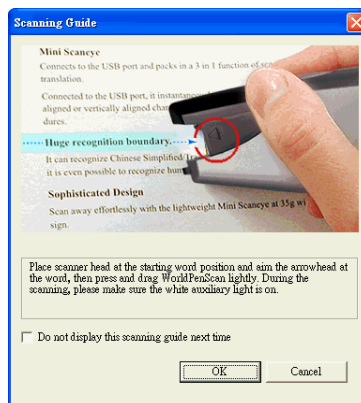 Scanning Guide
Mini Scaneye
Connects to the USB port and packs in a 3 in 1 function of
translation.
Connected to the USB port, it
aligned or vertically aligned
dures.
Huge recognition boundary.
It can recognize Chinese Simplified/
it is even possible to recognize
Sophisticated Design
Scan away effortlessly with the lightweight Mini Scaneye at 35g
sign.
Place scanner head at the starting word position and aim the arrowhead at
the word, then press and drag WorldPenScan lightly. During the
scanning, please make sure the white auxiliary light is on.
Do not display this scanning guide next time
OK
Cancel